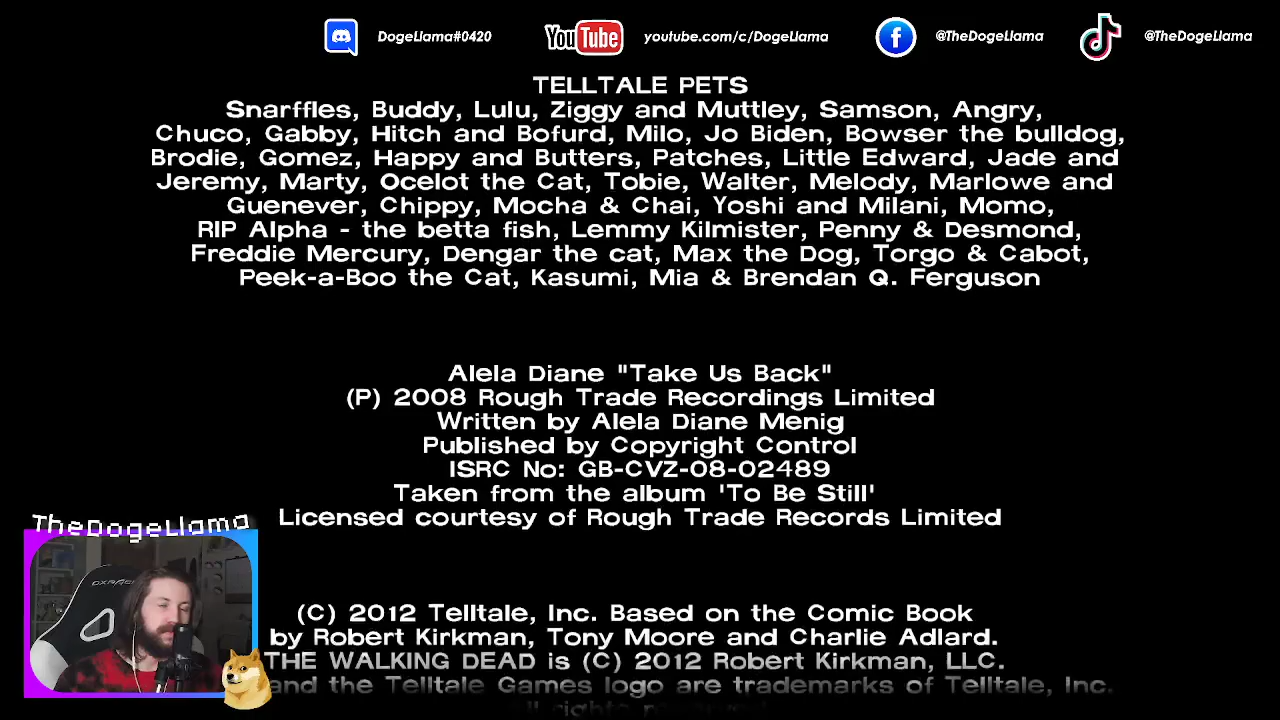 DogeLlama#0420
YouTube
youtube.com/c/DogeLlama
@TheDogeLlama
@TheDogeLlama
TELLTALE PETS
Snarffles, Buddy, Lulu, Ziggy and Muttley, Samson, Angry,
Chuco, Gabby, Hitch and Bofurd, Milo, Jo Biden, Bowser the bulldog,
Brodie, Gomez, Happy and Butters, Patches, Little Edward, Jade and
Jeremy, Marty, Ocelot the Cat, Tobie, Walter, Melody, Marlowe and
Guenever, Chippy, Mocha & Chai, Yoshi and Milani, Momo,
RIP Alpha - the betta fish, Lemmy Kilmister, Penny & Desmond,
Freddie Mercury, Dengar the cat, Max the Dog, Torgo & Cabot,
Peek-a-Boo the Cat, Kasumi, Mia & Brendan Q. Ferguson
Alela Diane "Take Us Back"
(P) 2008 Rough Trade Recordings Limited
Written by Alela Diane Menig
Published by Copyright Control
ISRC No: GB-CVZ-08-02489
Taken from the album 'To Be Still'
Licensed courtesy of Rough Trade Records Limited
TheDogeLlama
DXRACER
(C) 2012 Telltale, Inc. Based on the Comic Book
by Robert Kirkman, Tony Moore and Charlie Adlard.
THE WALKING DEAD is (C) 2012 Robert Kirkman, LLC.
and the Telltale Games logo are trademarks of Telltale, Inc.
All rights reserved